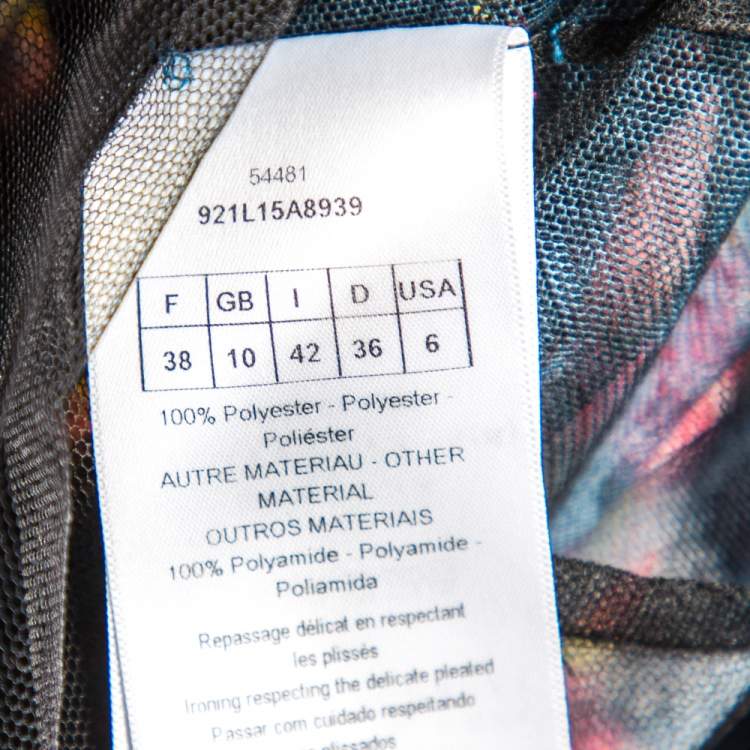 54481
921L15A8939
F GB I D USA
38 10 42 36 6
100% Polyester - Polyester -
Poliéster
AUTRE MATERIAU - OTHER
MATERIAL
OUTROS MATERIAIS
100% Polyamide - Polyamide -
Poliamida
Repassage délicat en respectant
les plissés
Ironing respecting the delicate pleated
Passar com cuidado respeitando
plissados